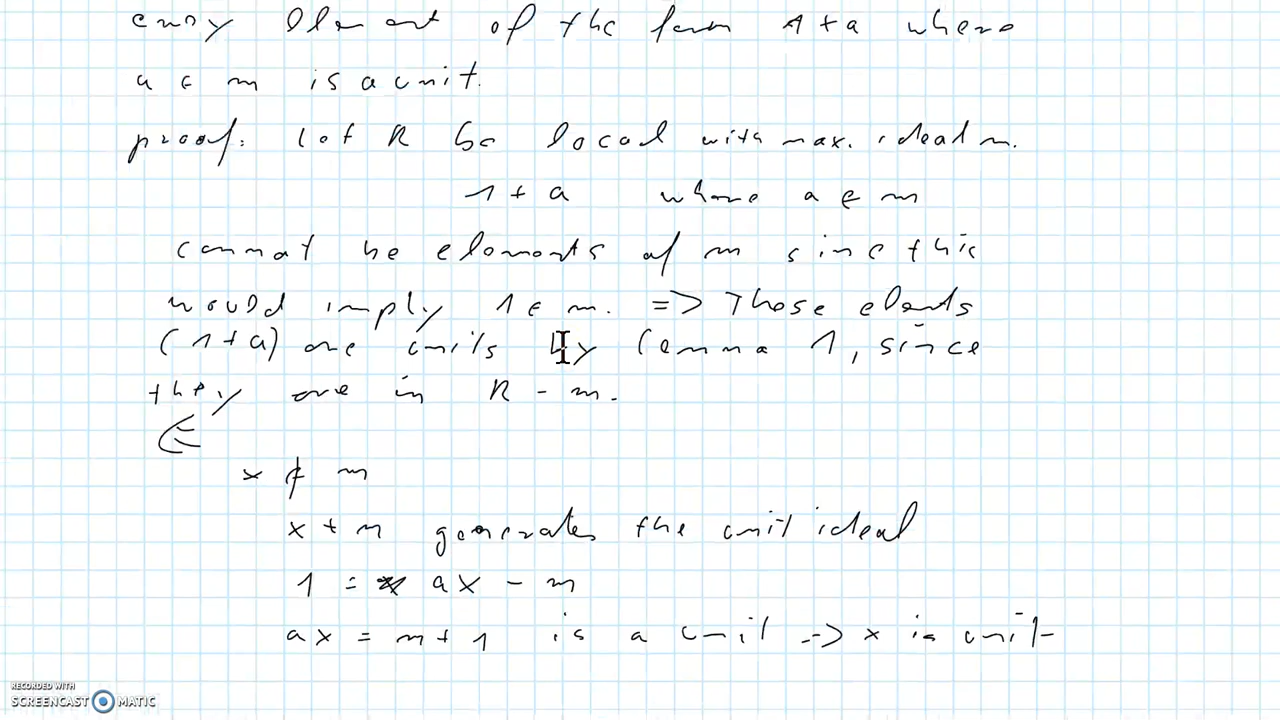 every element of the form 1 + a where
a ∈ m is a unit.
proof: let R be local with max. ideal m.
1 + a where a ∈ m
cannot be elements of m since this
would imply 1 ∈ m. => Those elents
(1 + a) are units by Lemma 1, since
they are in R - m.
⇐
x ∉ m
x + m generates the unit ideal
1 = ax - m
ax = m + 1 is a unit -> x is unit
RECORDED WITH
SCREENCAST MATIC